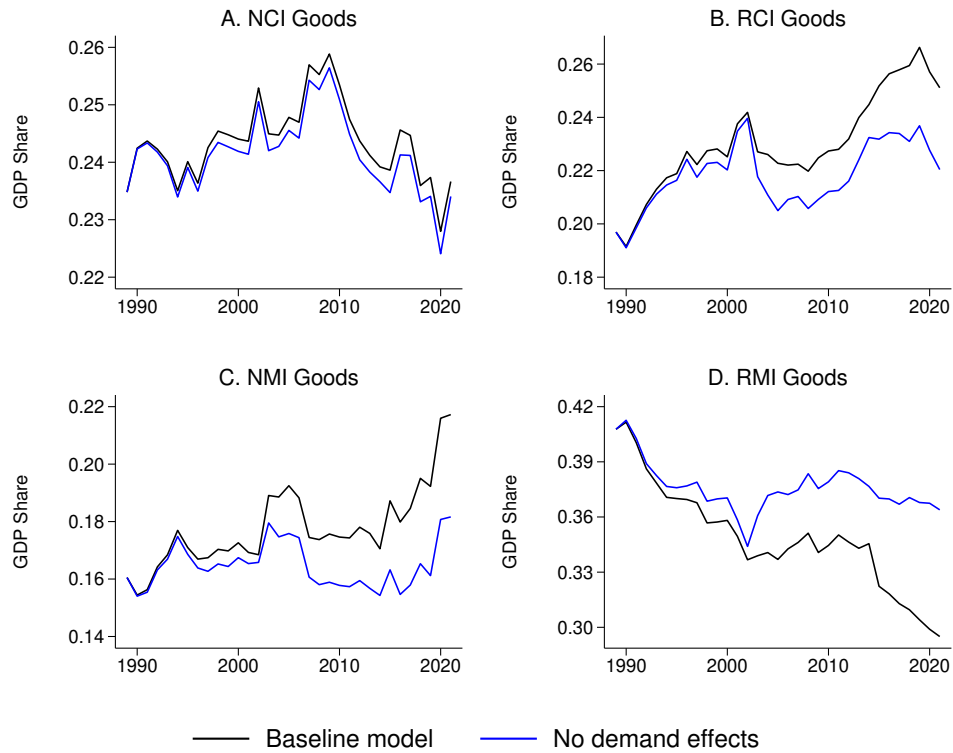 A. NCI Goods
GDP Share
0.26
0.25
0.24
0.23
0.22
1990 2000 2010 2020
B. RCI Goods
GDP Share
0.26
0.24
0.22
0.20
0.18
1990 2000 2010 2020
C. NMI Goods
GDP Share
0.22
0.20
0.18
0.16
0.14
1990 2000 2010 2020
D. RMI Goods
GDP Share
0.42
0.39
0.36
0.33
0.30
1990 2000 2010 2020
Baseline model No demand effects